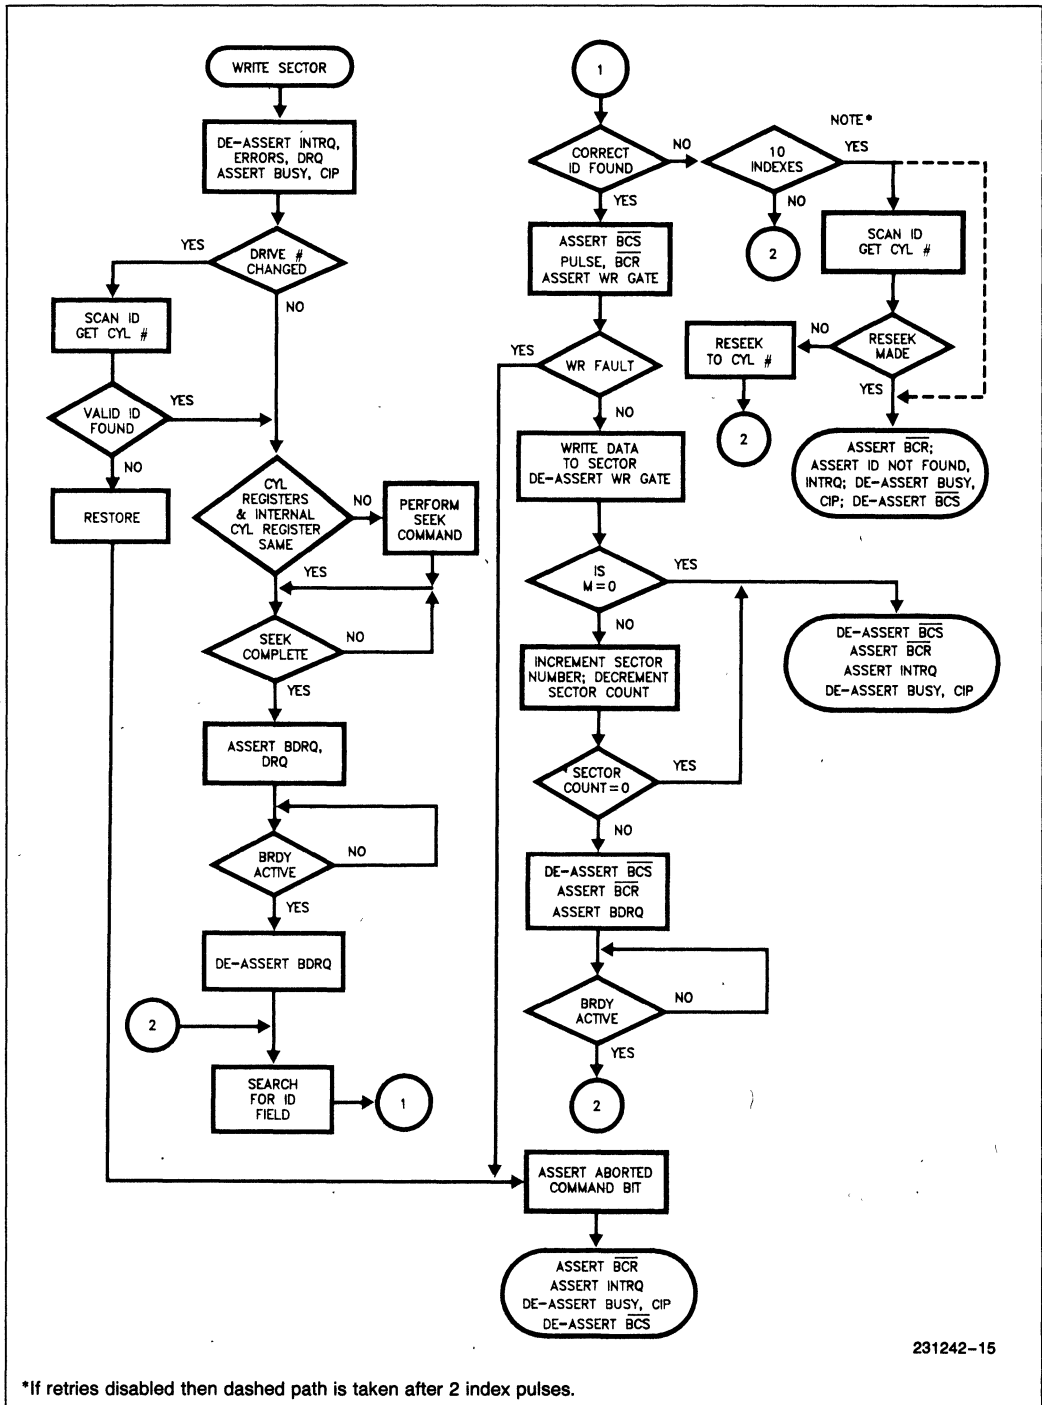 WRITE SECTOR
DE-ASSERT INTRQ,
ERRORS, DRQ
ASSERT BUSY, CIP
YES
DRIVE #
CHANGED
NO
SCAN ID
GET CYL #
VALID ID
FOUND
YES
NO
RESTORE
CYL
REGISTERS
& INTERNAL
CYL REGISTER
SAME
NO
PERFORM
SEEK
COMMAND
YES
SEEK
COMPLETE
NO
YES
ASSERT BDRQ,
DRQ
BRDY
ACTIVE
NO
YES
DE-ASSERT BDRQ
2
SEARCH
FOR ID
FIELD
1
1
CORRECT
ID FOUND
NO
YES
NOTE*
10
INDEXES
YES
NO
2
SCAN ID
GET CYL #
RESEEK
MADE
NO
YES
RESEEK
TO CYL #
2
ASSERT BCR;
ASSERT ID NOT FOUND,
INTRQ; DE-ASSERT BUSY,
CIP; DE-ASSERT BCS
ASSERT BCS
PULSE, BCR
ASSERT WR GATE
YES
WR FAULT
NO
WRITE DATA
TO SECTOR
DE-ASSERT WR GATE
IS
M=0
YES
NO
DE-ASSERT BCS
ASSERT BCR
ASSERT INTRQ
DE-ASSERT BUSY, CIP
INCREMENT SECTOR
NUMBER; DECREMENT
SECTOR COUNT
SECTOR
COUNT=0
YES
NO
DE-ASSERT BCS
ASSERT BCR
ASSERT BDRQ
BRDY
ACTIVE
NO
YES
2
ASSERT ABORTED
COMMAND BIT
ASSERT BCR
ASSERT INTRQ
DE-ASSERT BUSY, CIP
DE-ASSERT BCS
231242-15
*If retries disabled then dashed path is taken after 2 index pulses.